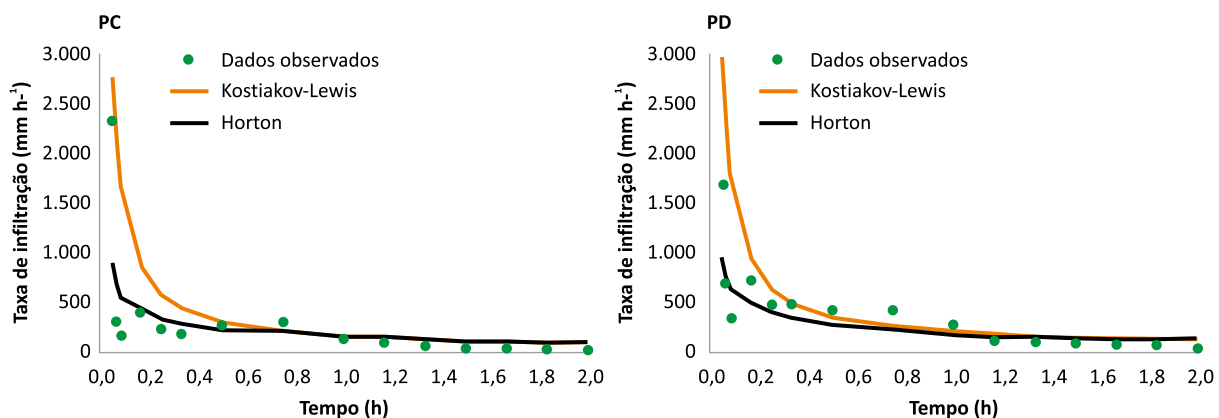 PC
Dados observados
Kostiakov-Lewis
Horton
Taxa de infiltração (mm h-¹)
3.000
2.500
2.000
1.500
1.000
500
0
0,0 0,2 0,4 0,6 0,8 1,0 1,2 1,4 1,6 1,8 2,0
Tempo (h)
PD
Dados observados
Kostiakov-Lewis
Horton
Taxa de infiltração (mm h-¹)
3.000
2.500
2.000
1.500
1.000
500
0
0,0 0,2 0,4 0,6 0,8 1,0 1,2 1,4 1,6 1,8 2,0
Tempo (h)